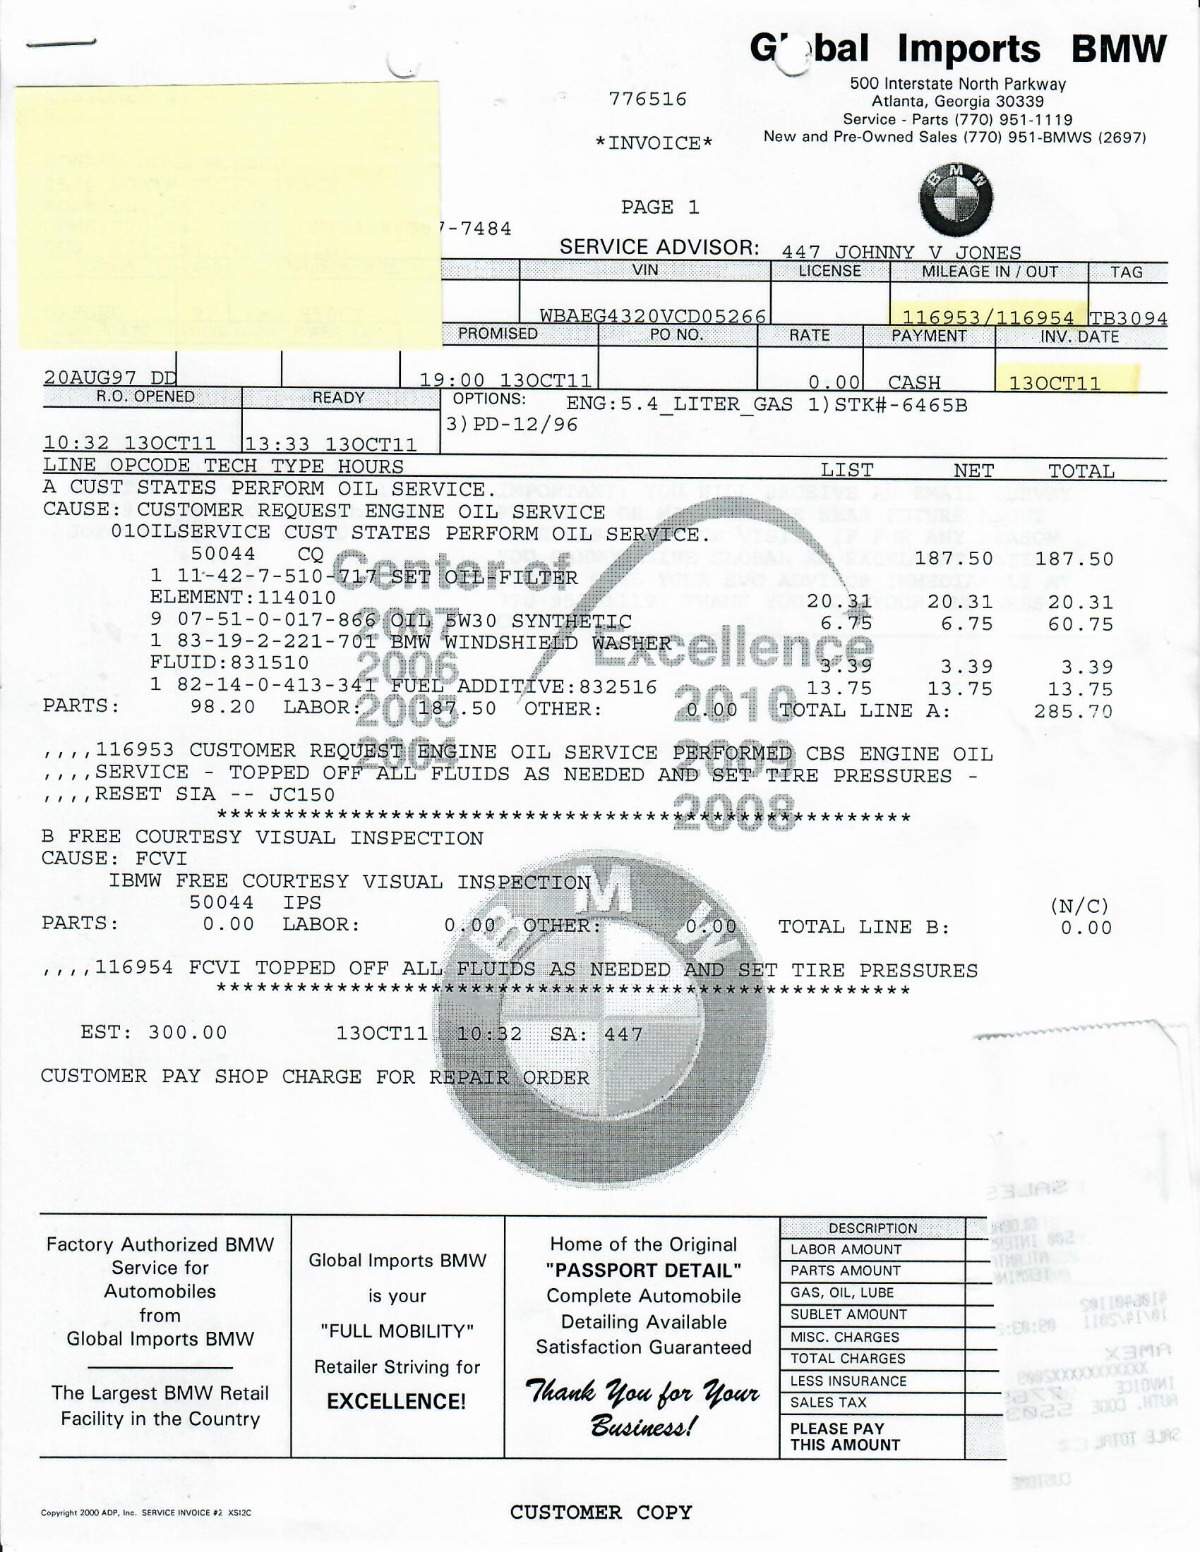 Gl bal Imports BMW
500 Interstate North Parkway
Atlanta, Georgia 30339
Service - Parts (770) 951-1119
New and Pre-Owned Sales (770) 951-BMWS (2697)
776516
*INVOICE*
BMW
PAGE 1
7-7484
SERVICE ADVISOR: 447 JOHNNY V JONES
VIN LICENSE MILEAGE IN / OUT TAG
WBAEG4320VCD05266 116953/116954 TB3094
PROMISED PO NO. RATE PAYMENT INV. DATE
20AUG97 DD 19:00 13OCT11 0.00 CASH 13OCT11
R.O. OPENED READY OPTIONS: ENG:5.4_LITER_GAS 1)STK#-6465B
3)PD-12/96
10:32 13OCT11 13:33 13OCT11
LINE OPCODE TECH TYPE HOURS LIST NET TOTAL
A CUST STATES PERFORM OIL SERVICE.
CAUSE: CUSTOMER REQUEST ENGINE OIL SERVICE
01OILSERVICE CUST STATES PERFORM OIL SERVICE.
50044 CQ 187.50 187.50
1 11-42-7-510-717 SET OIL-FILTER
ELEMENT:114010 20.31 20.31 20.31
9 07-51-0-017-866 OIL 5W30 SYNTHETIC 6.75 6.75 60.75
1 83-19-2-221-701 BMW WINDSHIELD WASHER
FLUID:831510 3.39 3.39 3.39
1 82-14-0-413-341 FUEL ADDITIVE:832516 13.75 13.75 13.75
PARTS: 98.20 LABOR: 187.50 OTHER: 0.00 TOTAL LINE A: 285.70
Center of
Excellence
2007
2006
2005
2004
2010
2009
2008
,,,,116953 CUSTOMER REQUEST ENGINE OIL SERVICE PERFORMED CBS ENGINE OIL
,,,,SERVICE - TOPPED OFF ALL FLUIDS AS NEEDED AND SET TIRE PRESSURES -
,,,,RESET SIA -- JC150
****************************************************
B FREE COURTESY VISUAL INSPECTION
CAUSE: FCVI
IBMW FREE COURTESY VISUAL INSPECTION
50044 IPS (N/C)
PARTS: 0.00 LABOR: 0.00 OTHER: 0.00 TOTAL LINE B: 0.00
BMW
,,,,116954 FCVI TOPPED OFF ALL FLUIDS AS NEEDED AND SET TIRE PRESSURES
****************************************************
EST: 300.00 13OCT11 10:32 SA: 447
CUSTOMER PAY SHOP CHARGE FOR REPAIR ORDER
Factory Authorized BMW
Service for
Automobiles
from
Global Imports BMW
The Largest BMW Retail
Facility in the Country
Global Imports BMW
is your
"FULL MOBILITY"
Retailer Striving for
EXCELLENCE!
Home of the Original
"PASSPORT DETAIL"
Complete Automobile
Detailing Available
Satisfaction Guaranteed
Thank You for Your
Business!
DESCRIPTION
LABOR AMOUNT
PARTS AMOUNT
GAS, OIL, LUBE
SUBLET AMOUNT
MISC. CHARGES
TOTAL CHARGES
LESS INSURANCE
SALES TAX
PLEASE PAY
THIS AMOUNT
Copyright 2000 ADP, Inc. SERVICE INVOICE #2 XSI2C
CUSTOMER COPY